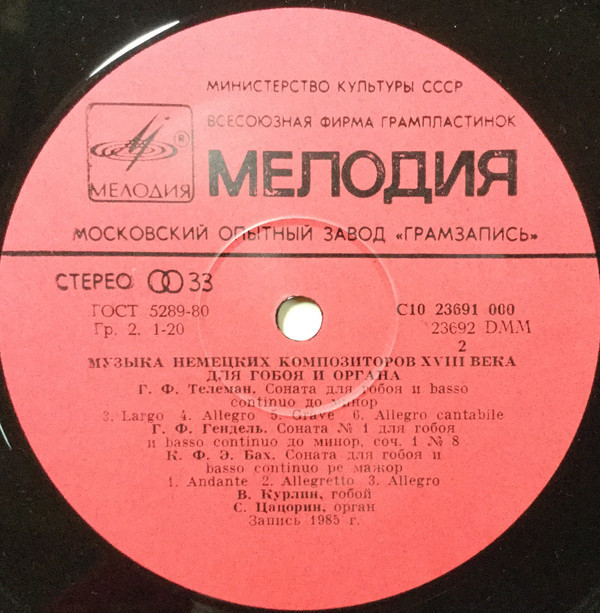 МИНИСТЕРСТВО КУЛЬТУРЫ СССР
ВСЕСОЮЗНАЯ ФИРМА ГРАМПЛАСТИНОК
® МЕЛОДИЯ
МЕЛОДИЯ
МОСКОВСКИЙ ОПЫТНЫЙ ЗАВОД «ГРАМЗАПИСЬ»
СТЕРЕО 33
ГОСТ 5289-80
С10 23691 000
Гр. 2. 1-20
23692 DMM
2
МУЗЫКА НЕМЕЦКИХ КОМПОЗИТОРОВ XVIII ВЕКА
ДЛЯ ГОБОЯ И ОРГАНА
Г. Ф. Телеман. Соната для гобоя и basso
continuo до минор
3. Largo 4. Allegro 5. Grave 6. Allegro cantabile
Г. Ф. Гендель. Соната № 1 для гобоя
и basso continuo до минор, соч. 1 № 8
К. Ф. Э. Бах. Соната для гобоя и
basso continuo ре мажор
1. Andante 2. Allegretto 3. Allegro
В. Курлин, гобой
С. Цацорин, орган
Запись 1985 г.